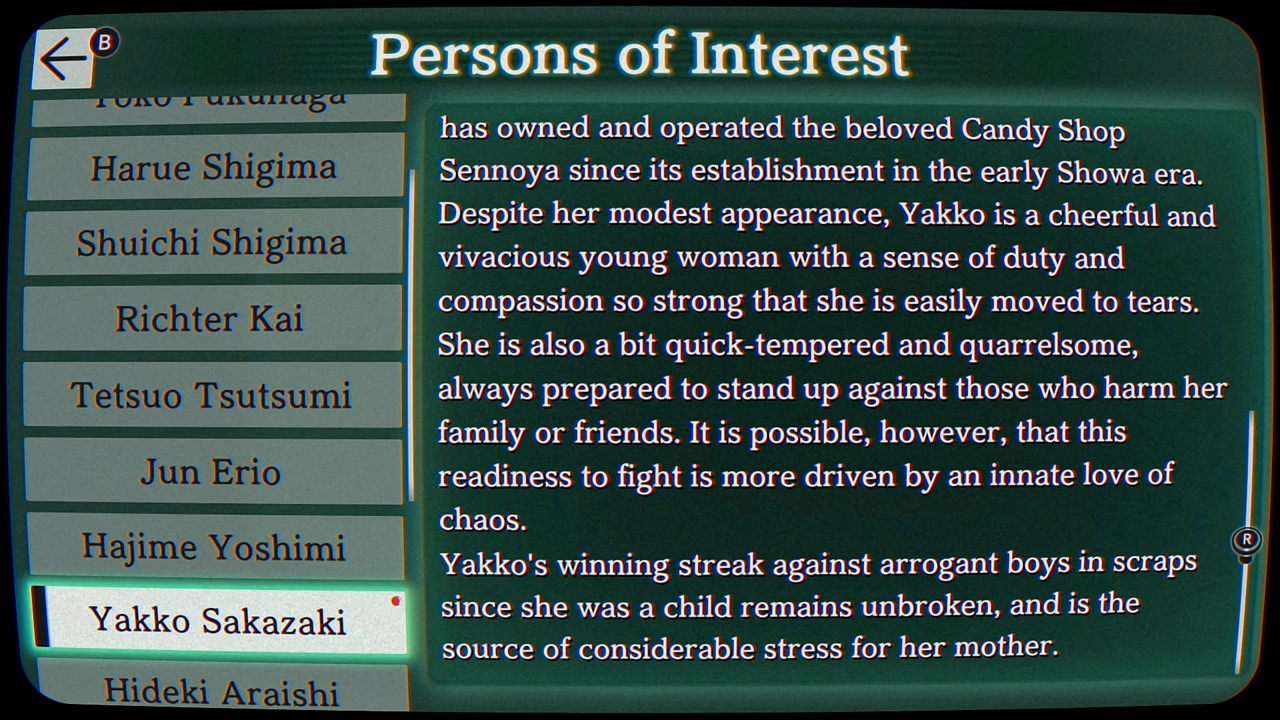 B
Persons of Interest
Yoko Fukunaga
Harue Shigima
Shuichi Shigima
Richter Kai
Tetsuo Tsutsumi
Jun Erio
Hajime Yoshimi
Yakko Sakazaki
Hideki Araishi
has owned and operated the beloved Candy Shop
Sennoya since its establishment in the early Showa era.
Despite her modest appearance, Yakko is a cheerful and
vivacious young woman with a sense of duty and
compassion so strong that she is easily moved to tears.
She is also a bit quick-tempered and quarrelsome,
always prepared to stand up against those who harm her
family or friends. It is possible, however, that this
readiness to fight is more driven by an innate love of
chaos.
Yakko's winning streak against arrogant boys in scraps
since she was a child remains unbroken, and is the
source of considerable stress for her mother.
R